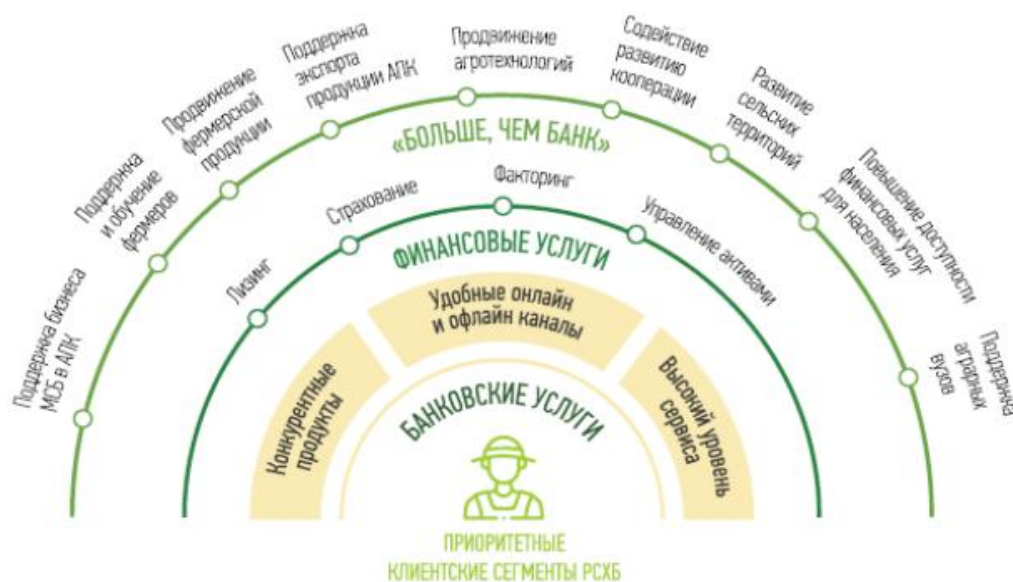 Поддержка бизнеса
МСБ в АПК
Поддержка
и обучение
фермеров
Продвижение
фермерской
продукции
Поддержка
экспорта
продукции АПК
Продвижение
агротехнологий
Содействие
развитию
кооперации
Развитие
сельских
территорий
Повышение доступности
финансовых услуг
для населения
Поддержка
аграрных
вузов
«БОЛЬШЕ, ЧЕМ БАНК»
Лизинг
Страхование
Факторинг
Управление активами
ФИНАНСОВЫЕ УСЛУГИ
Конкурентные
продукты
Удобные онлайн
и офлайн каналы
Высокий уровень
сервиса
БАНКОВСКИЕ УСЛУГИ
ПРИОРИТЕТНЫЕ
КЛИЕНТСКИЕ СЕГМЕНТЫ РСХБ